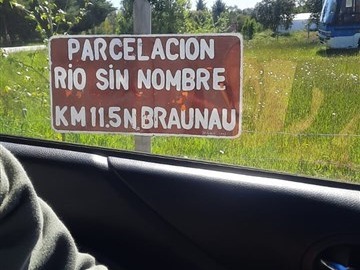 PARCELACION
RIO SIN NOMBRE
KM 11.5 N BRAUNAU